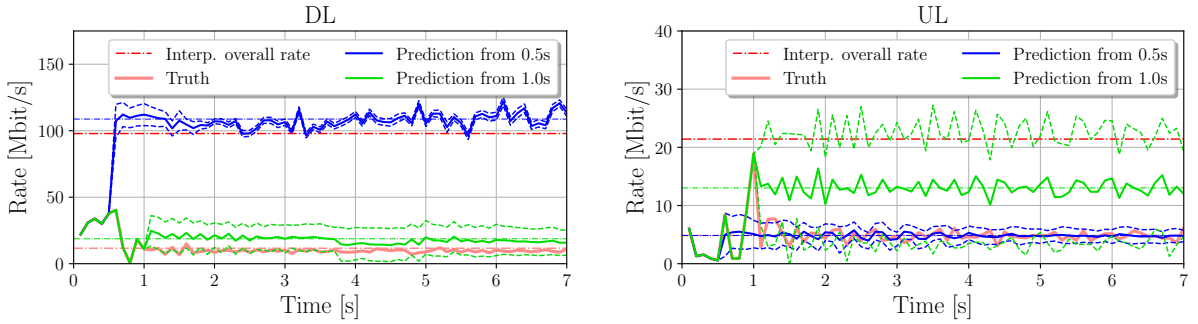 DL
Rate [Mbit/s]
150
100
50
0
Interp. overall rate
Truth
Prediction from 0.5s
Prediction from 1.0s
0 1 2 3 4 5 6 7
Time [s]
UL
Rate [Mbit/s]
40
30
20
10
0
Interp. overall rate
Truth
Prediction from 0.5s
Prediction from 1.0s
0 1 2 3 4 5 6 7
Time [s]